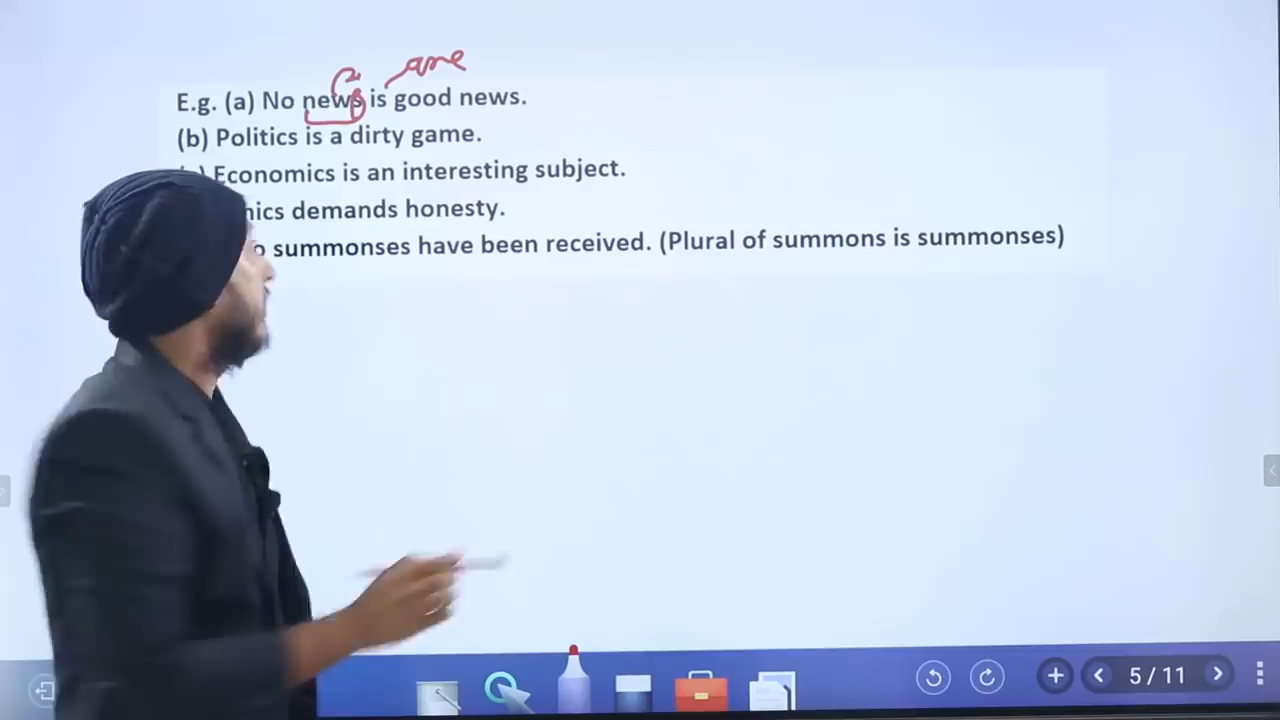 are
E.g. (a) No news is good news.
(b) Politics is a dirty game.
Economics is an interesting subject.
demands honesty.
summonses have been received. (Plural of summons is summonses)
5/11